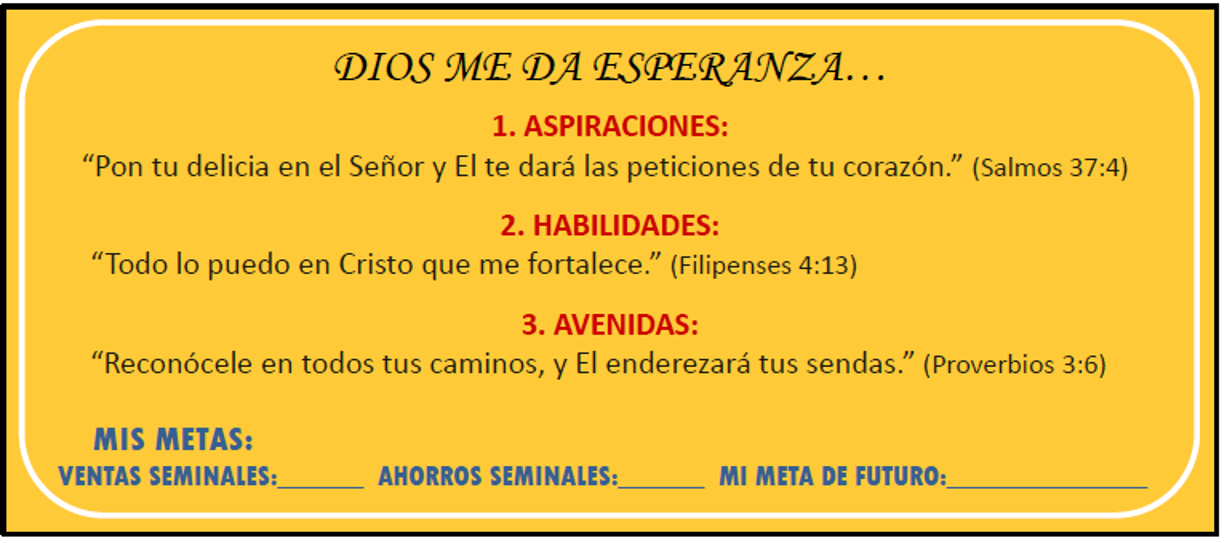 DIOS ME DA ESPERANZA...
1. ASPIRACIONES:
“Pon tu delicia en el Señor y El te dará las peticiones de tu corazón.” (Salmos 37:4)
2. HABILIDADES:
“Todo lo puedo en Cristo que me fortalece.” (Filipenses 4:13)
3. AVENIDAS:
“Reconócele en todos tus caminos, y El enderezará tus sendas.” (Proverbios 3:6)
MIS METAS:
VENTAS SEMINALES:______ AHORROS SEMINALES:______ MI META DE FUTURO:______________